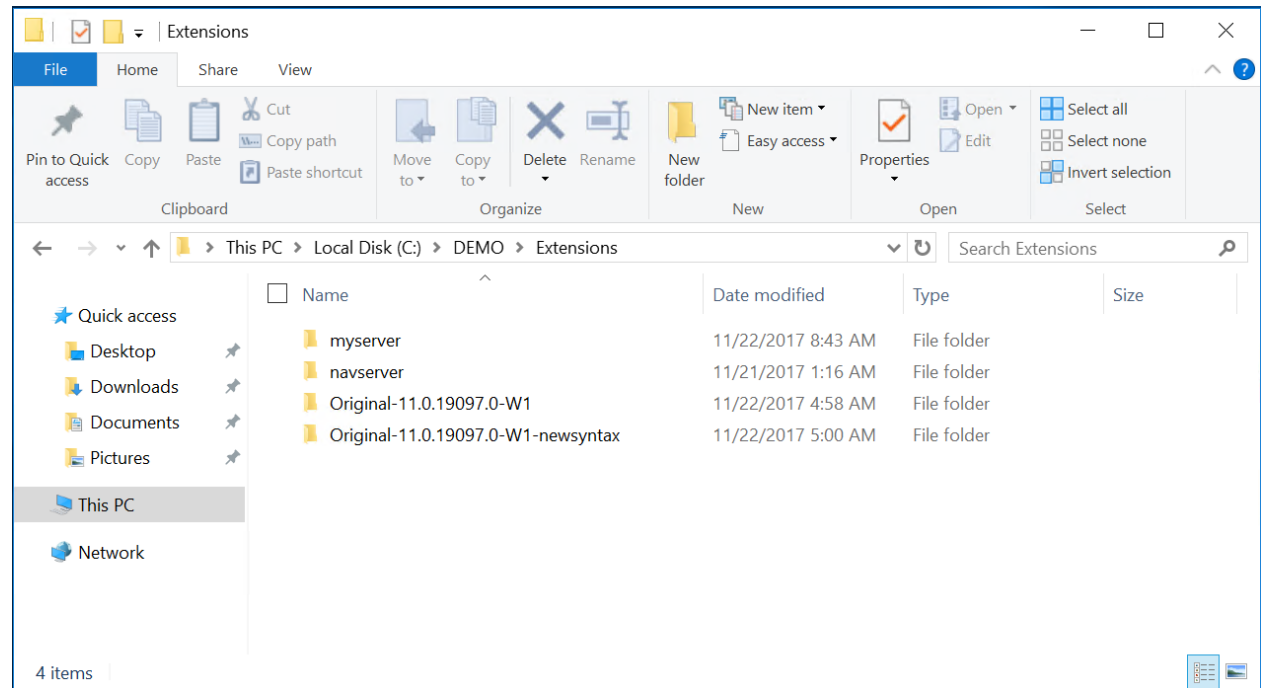 Extensions
File Home Share View
Pin to Quick access
Copy
Paste
Cut
Copy path
Paste shortcut
Clipboard
Move to
Copy to
Delete
Rename
Organize
New folder
New item
Easy access
New
Properties
Open
Edit
Open
Select all
Select none
Invert selection
Select
This PC > Local Disk (C:) > DEMO > Extensions
Search Extensions
Quick access
Desktop
Downloads
Documents
Pictures
This PC
Network
Name Date modified Type Size
myserver 11/22/2017 8:43 AM File folder
navserver 11/21/2017 1:16 AM File folder
Original-11.0.19097.0-W1 11/22/2017 4:58 AM File folder
Original-11.0.19097.0-W1-newsyntax 11/22/2017 5:00 AM File folder
4 items